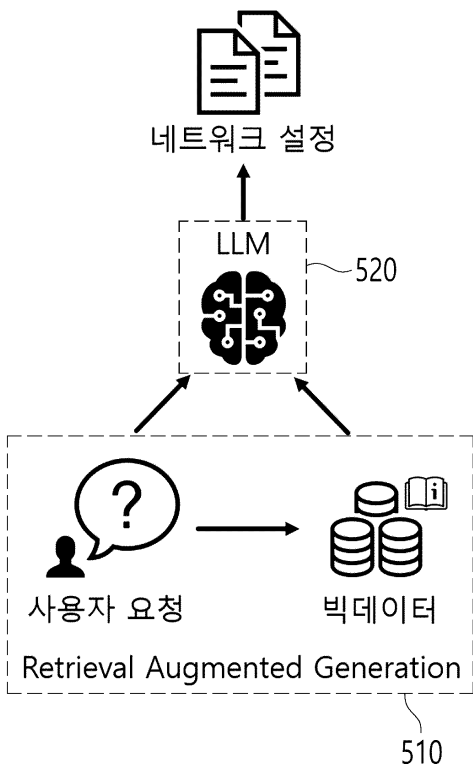 네트워크 설정
LLM
520
?
i
사용자 요청
빅데이터
Retrieval Augmented Generation
510